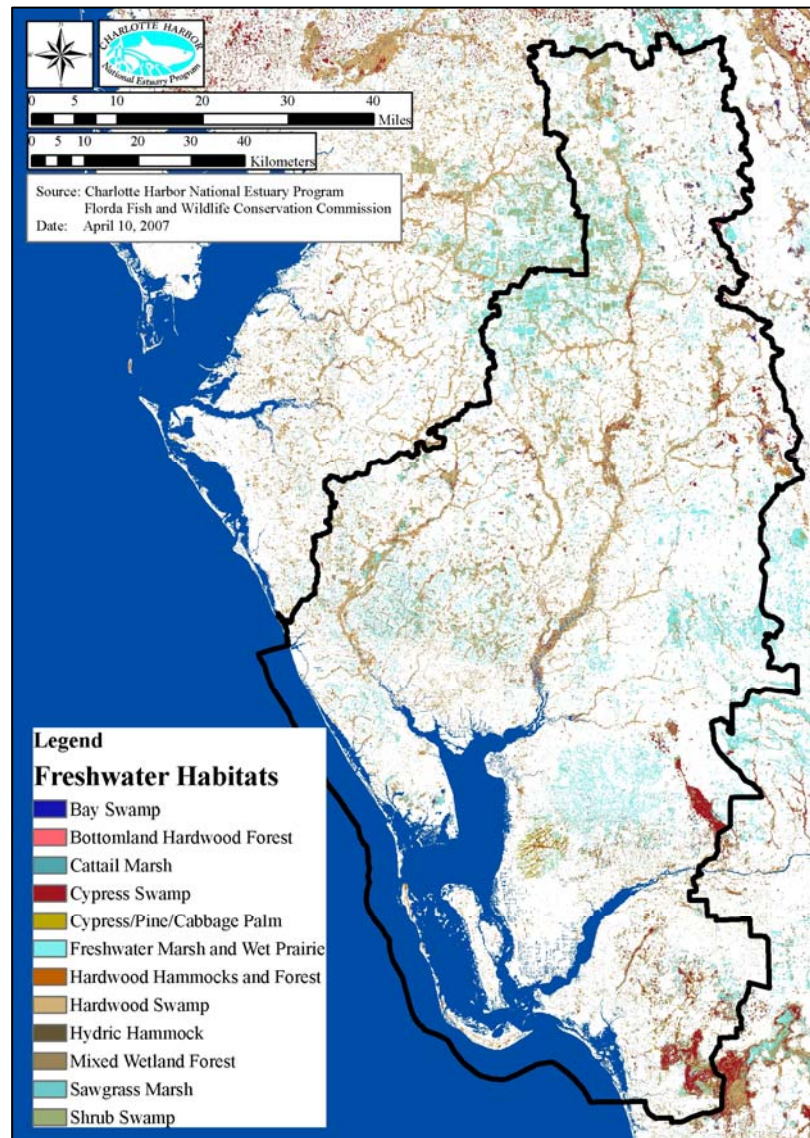 N
E
S
W
CHARLOTTE HARBOR
National Estuary Program
0 5 10 20 30 40
Miles
0 5 10 20 30 40
Kilometers
Source: Charlotte Harbor National Estuary Program
Florda Fish and Wildlife Conservation Commission
Date: April 10, 2007
Legend
Freshwater Habitats
Bay Swamp
Bottomland Hardwood Forest
Cattail Marsh
Cypress Swamp
Cypress/Pine/Cabbage Palm
Freshwater Marsh and Wet Prairie
Hardwood Hammocks and Forest
Hardwood Swamp
Hydric Hammock
Mixed Wetland Forest
Sawgrass Marsh
Shrub Swamp